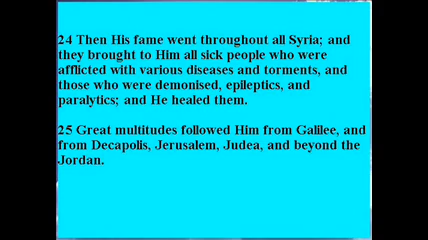 24 Then His fame went throughout all Syria; and
they brought to Him all sick people who were
afflicted with various diseases and torments, and
those who were demonised, epileptics, and
paralytics; and He healed them.
25 Great multitudes followed Him from Galilee, and
from Decapolis, Jerusalem, Judea, and beyond the
Jordan.